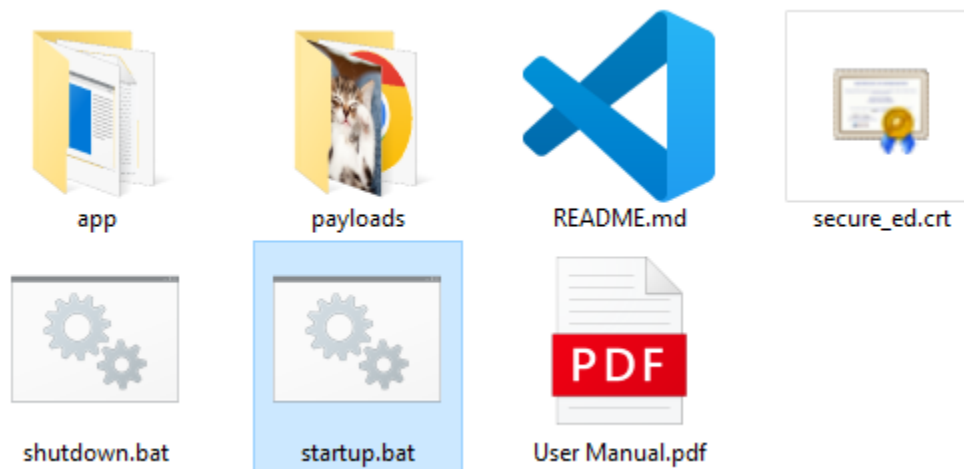 app
payloads
README.md
secure_ed.crt
shutdown.bat
startup.bat
PDF
User Manual.pdf